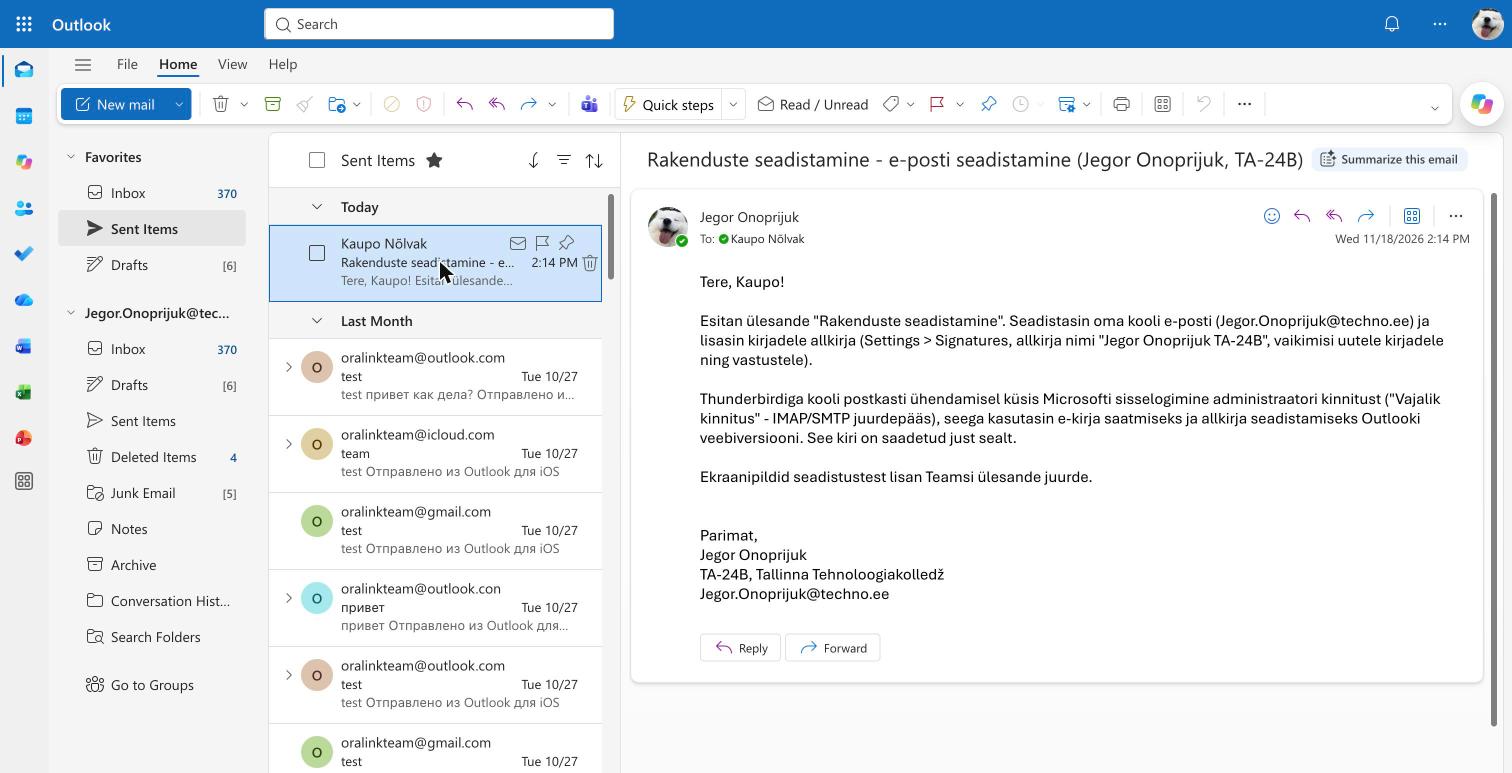 Outlook
Search
File
Home
View
Help
New mail
Quick steps
Read / Unread
Favorites
Inbox 370
Sent Items
Drafts [6]
Jegor.Onoprijuk@tec...
Inbox 370
Drafts [6]
Sent Items
Deleted Items 4
Junk Email [5]
Notes
Archive
Conversation Hist...
Search Folders
Go to Groups
Sent Items
Today
Kaupo Nõlvak
Rakenduste seadistamine - e... 2:14 PM
Tere, Kaupo! Esitan ülesande...
Last Month
O
oralinkteam@outlook.com
test Tue 10/27
test привет как дела? Отправлено и...
O
oralinkteam@icloud.com
team Tue 10/27
test Отправлено из Outlook для iOS
O
oralinkteam@gmail.com
test Tue 10/27
test Отправлено из Outlook для iOS
O
oralinkteam@outlook.con
привет Tue 10/27
привет Отправлено из Outlook для...
O
oralinkteam@outlook.com
test Tue 10/27
test Отправлено из Outlook для iOS
O
oralinkteam@gmail.com
test Tue 10/27
Rakenduste seadistamine - e-posti seadistamine (Jegor Onoprijuk, TA-24B)
Summarize this email
Jegor Onoprijuk
To: Kaupo Nõlvak
Wed 11/18/2026 2:14 PM
Tere, Kaupo!
Esitan ülesande "Rakenduste seadistamine". Seadistasin oma kooli e-posti (Jegor.Onoprijuk@techno.ee) ja
lisasin kirjadele allkirja (Settings > Signatures, allkirja nimi "Jegor Onoprijuk TA-24B", vaikimisi uutele kirjadele
ning vastustele).
Thunderbirdiga kooli postkasti ühendamisel küsis Microsofti sisselogimine administraatori kinnitust ("Vajalik
kinnitus" - IMAP/SMTP juurdepääs), seega kasutasin e-kirja saatmiseks ja allkirja seadistamiseks Outlooki
veebiversiooni. See kiri on saadetud just sealt.
Ekraanipildid seadistustest lisan Teamsi ülesande juurde.
Parimat,
Jegor Onoprijuk
TA-24B, Tallinna Tehnoloogiakolledž
Jegor.Onoprijuk@techno.ee
Reply
Forward